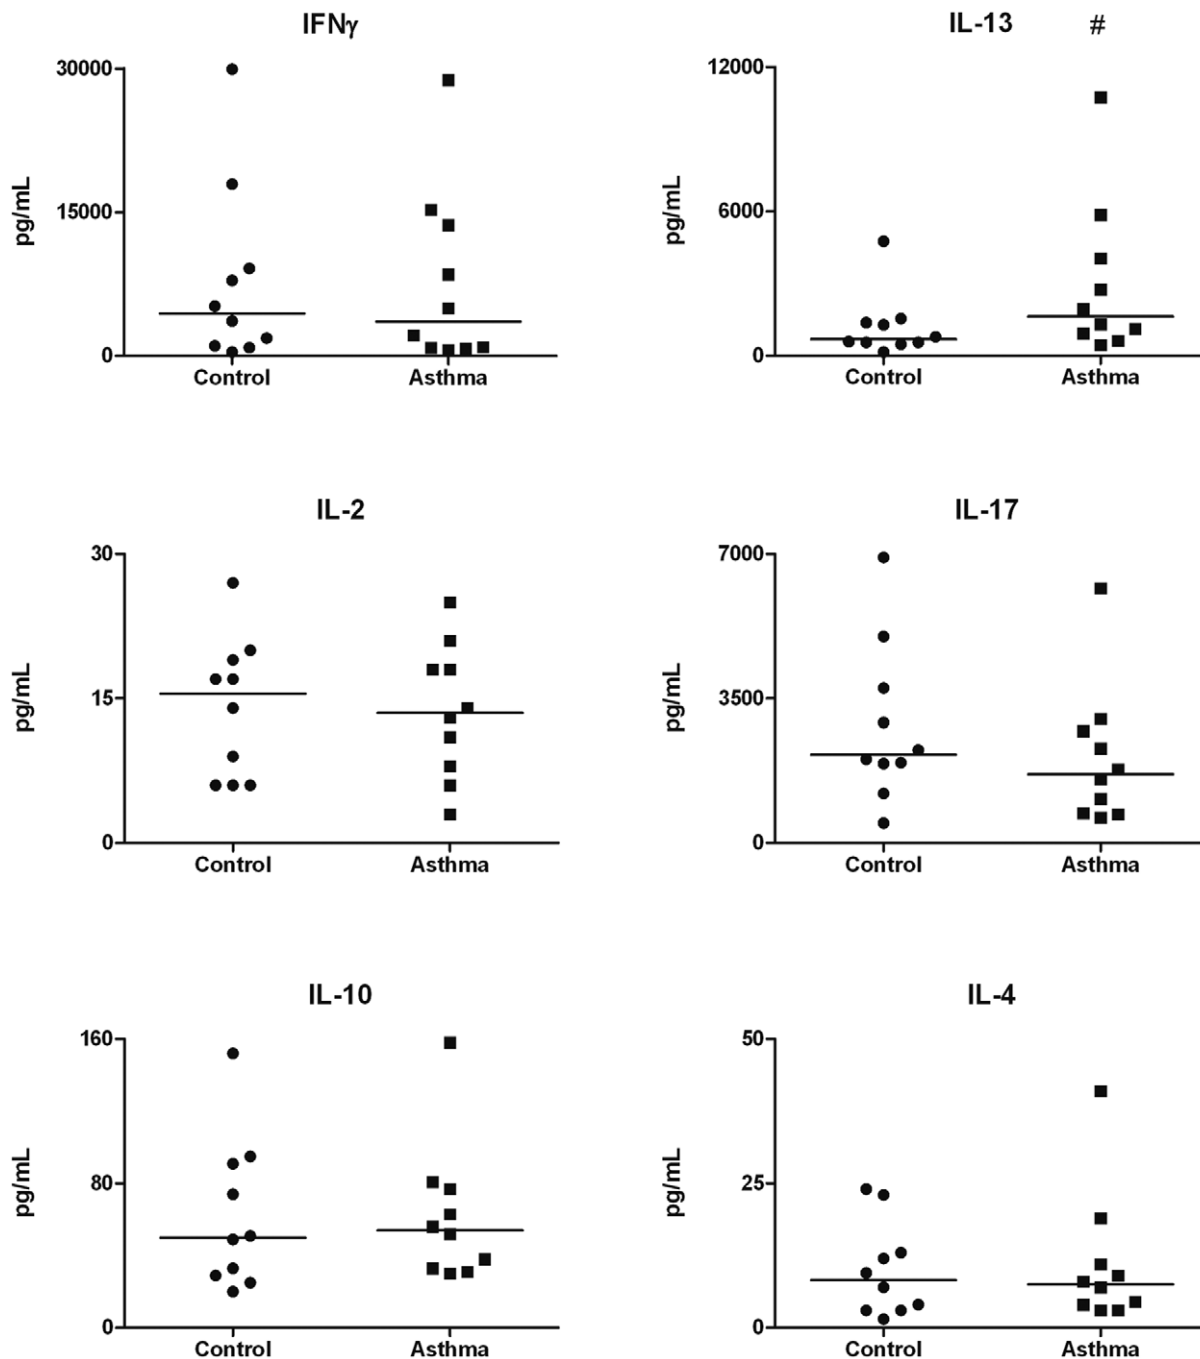 IFNγ
30000
15000
0
pg/mL
Control
Asthma
IL-13 #
12000
6000
0
pg/mL
Control
Asthma
IL-2
30
15
0
pg/mL
Control
Asthma
IL-17
7000
3500
0
pg/mL
Control
Asthma
IL-10
160
80
0
pg/mL
Control
Asthma
IL-4
50
25
0
pg/mL
Control
Asthma